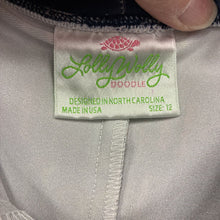 Lolly Wolly
DOODLE
DESIGNED IN NORTH CAROLINA
MADE IN USA SIZE: 12